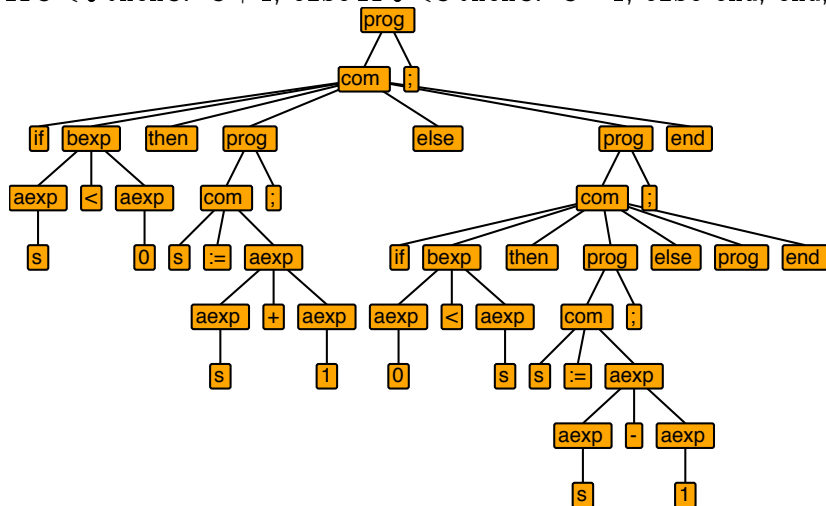 prog
com ;
if bexp then prog else prog end
aexp < aexp com ; com ;
s 0 s := aexp if bexp then prog else prog end
aexp + aexp aexp < aexp com ;
s 1 0 s s := aexp
aexp - aexp
s 1